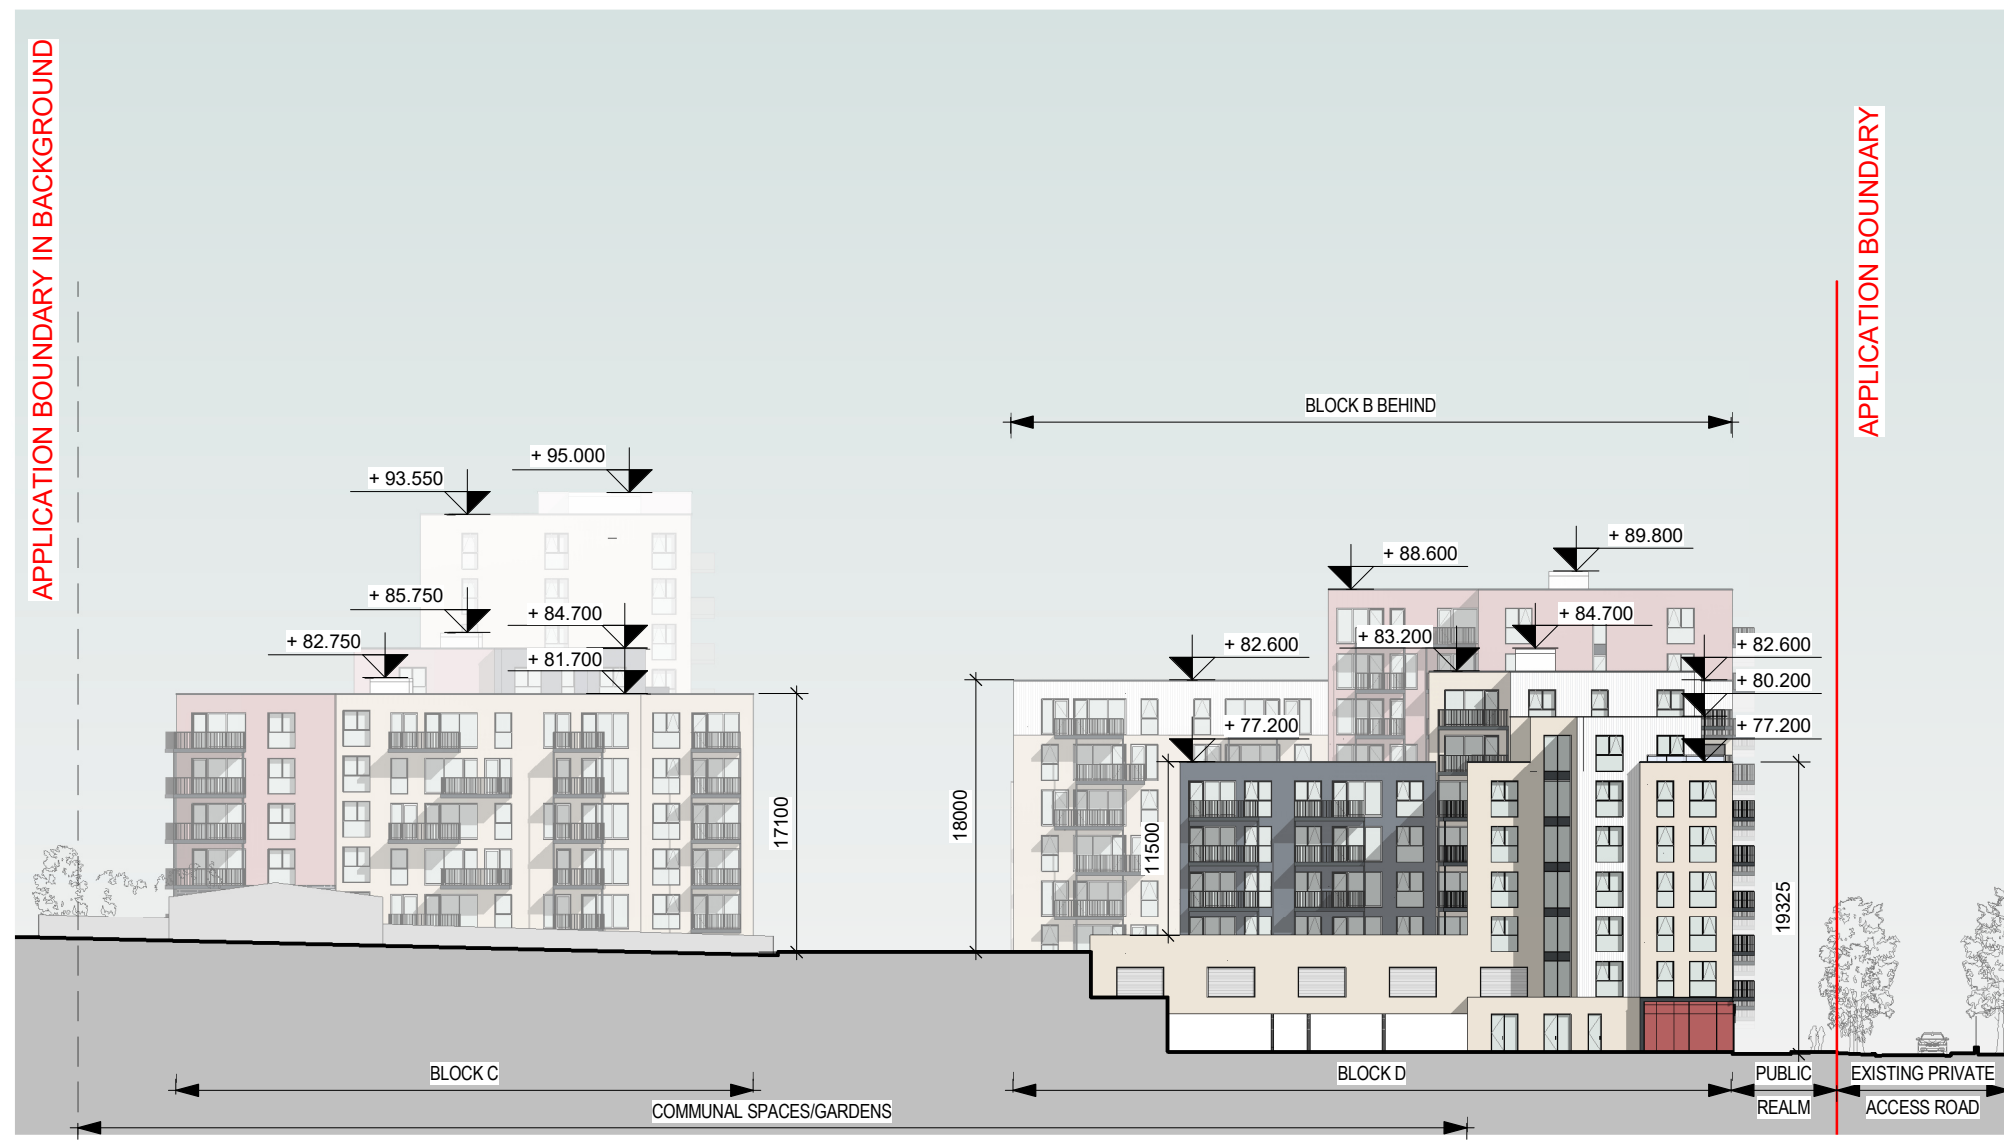 APPLICATION BOUNDARY IN BACKGROUND
APPLICATION BOUNDARY
BLOCK B BEHIND
+ 95.000
+ 93.550
+ 89.800
+ 88.600
+ 85.750
+ 84.700
+ 84.700
+ 82.750
+ 83.200
+ 82.600
+ 82.600
+ 81.700
+ 80.200
+ 77.200
+ 77.200
17100
18000
11500
19325
BLOCK C
BLOCK D
PUBLIC
REALM
EXISTING PRIVATE
ACCESS ROAD
COMMUNAL SPACES/GARDENS